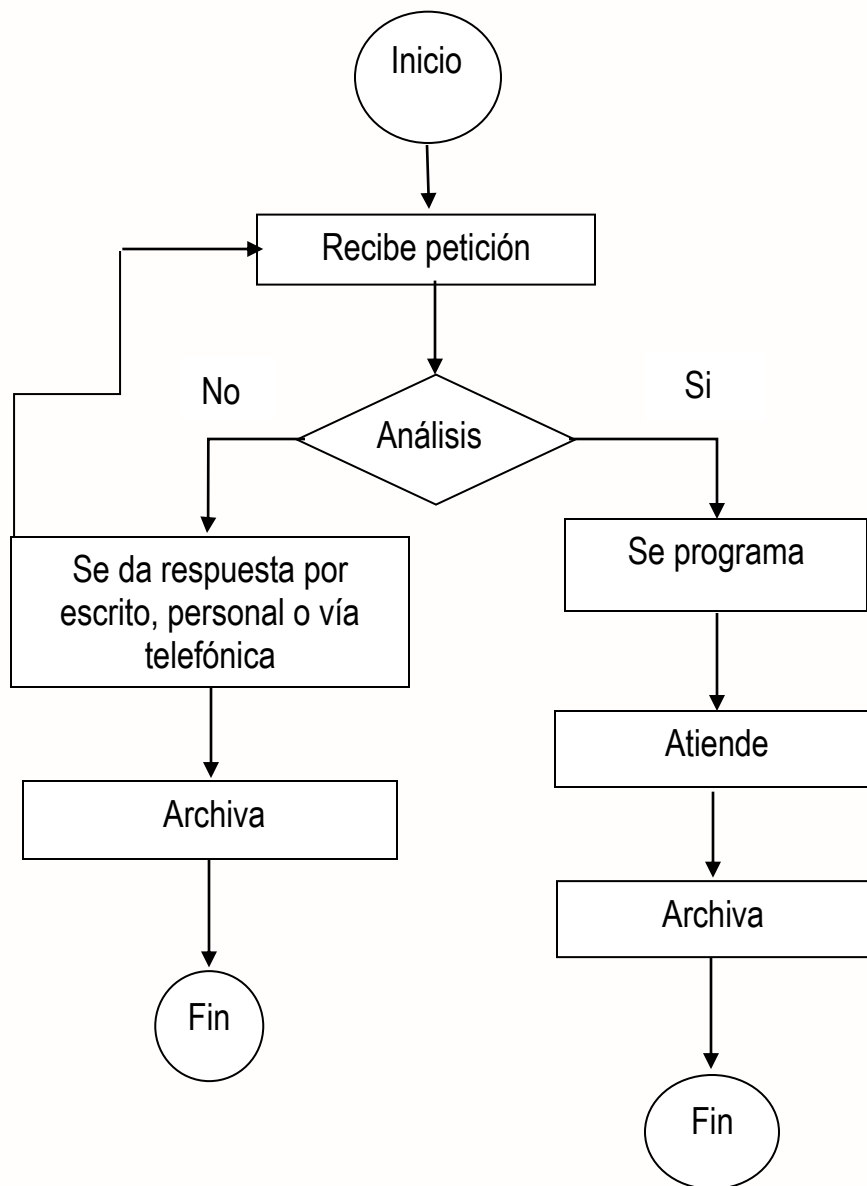 Inicio
Recibe petición
No
Si
Análisis
Se da respuesta por
escrito, personal o vía
telefónica
Se programa
Atiende
Archiva
Archiva
Fin
Fin